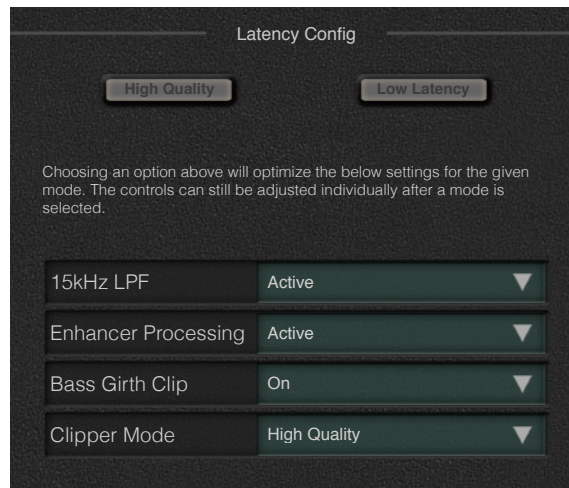 Latency Config
High Quality Low Latency
Choosing an option above will optimize the below settings for the given
mode. The controls can still be adjusted individually after a mode is
selected.
15kHz LPF Active
Enhancer Processing Active
Bass Girth Clip On
Clipper Mode High Quality